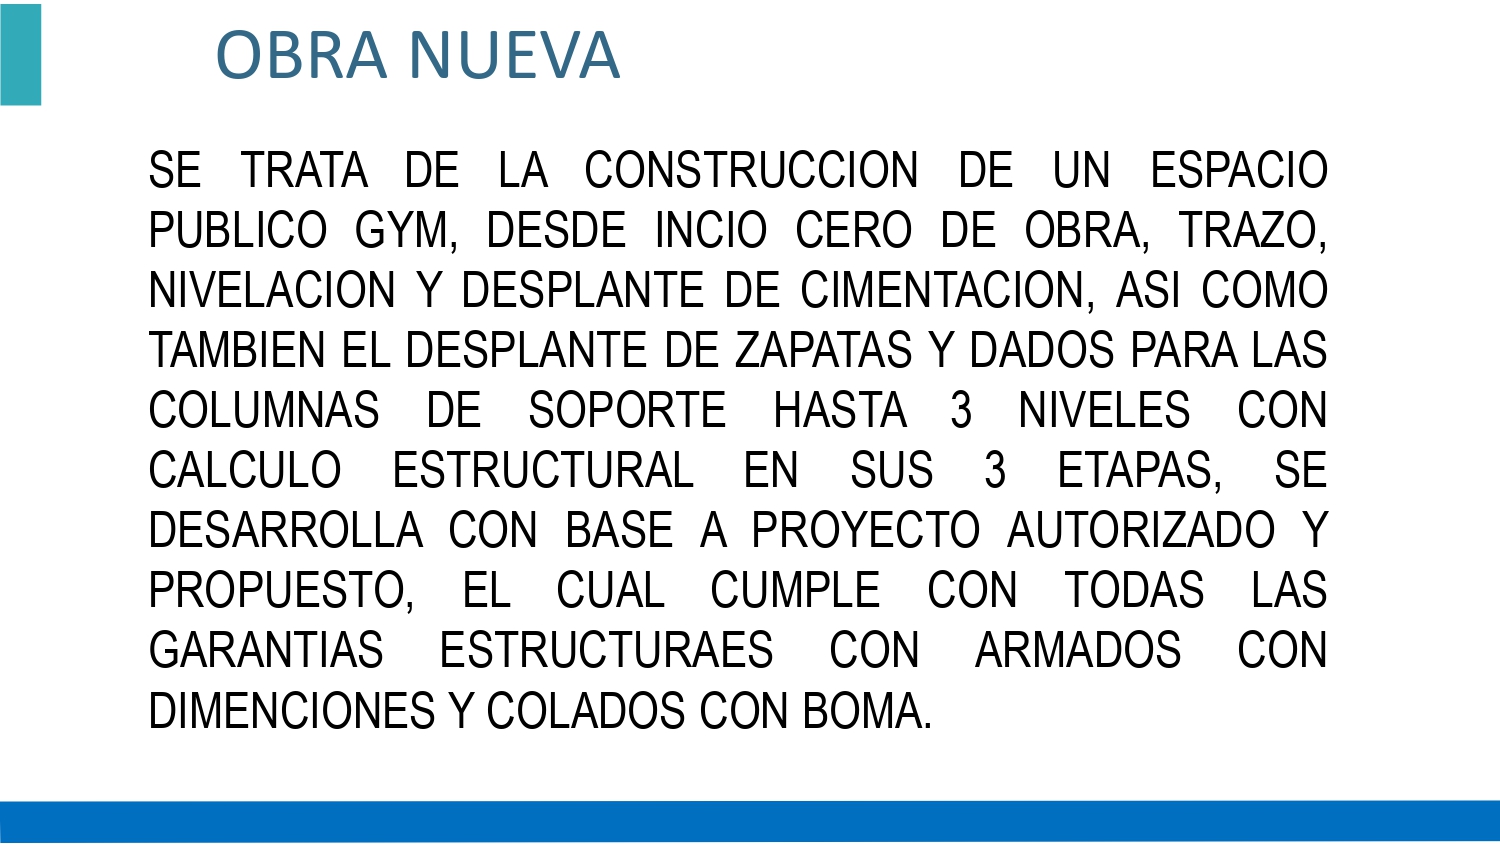 OBRA NUEVA
SE TRATA DE LA CONSTRUCCION DE UN ESPACIO
PUBLICO GYM, DESDE INCIO CERO DE OBRA, TRAZO,
NIVELACION Y DESPLANTE DE CIMENTACION, ASI COMO
TAMBIEN EL DESPLANTE DE ZAPATAS Y DADOS PARA LAS
COLUMNAS DE SOPORTE HASTA 3 NIVELES CON
CALCULO ESTRUCTURAL EN SUS 3 ETAPAS, SE
DESARROLLA CON BASE A PROYECTO AUTORIZADO Y
PROPUESTO, EL CUAL CUMPLE CON TODAS LAS
GARANTIAS ESTRUCTURAES CON ARMADOS CON
DIMENCIONES Y COLADOS CON BOMA.